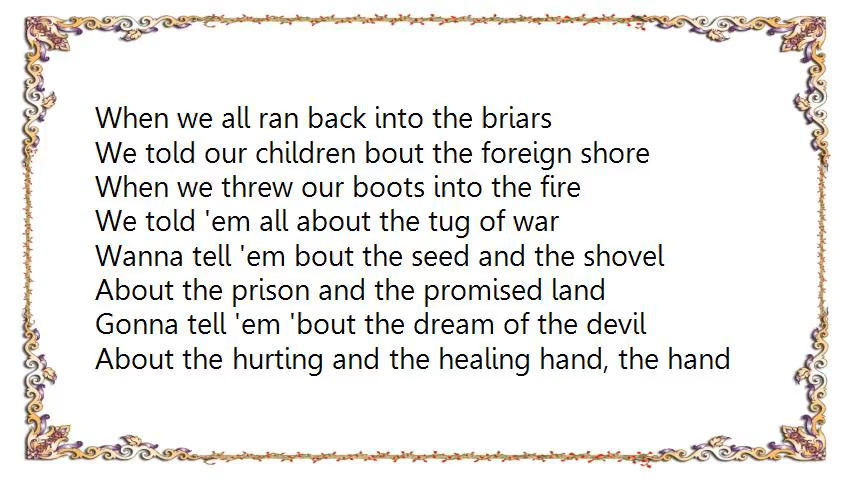 When we all ran back into the briars
We told our children bout the foreign shore
When we threw our boots into the fire
We told 'em all about the tug of war
Wanna tell 'em bout the seed and the shovel
About the prison and the promised land
Gonna tell 'em 'bout the dream of the devil
About the hurting and the healing hand, the hand